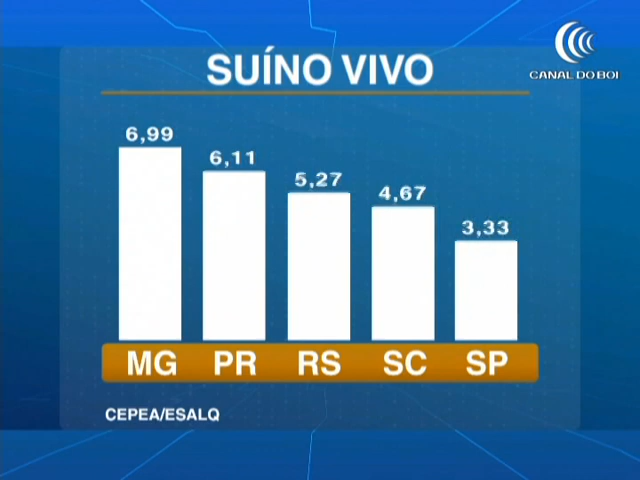 SUÍNO VIVO
CANAL DO BOI
6,99
6,11
5,27
4,67
3,33
MG PR RS SC SP
CEPEA/ESALQ